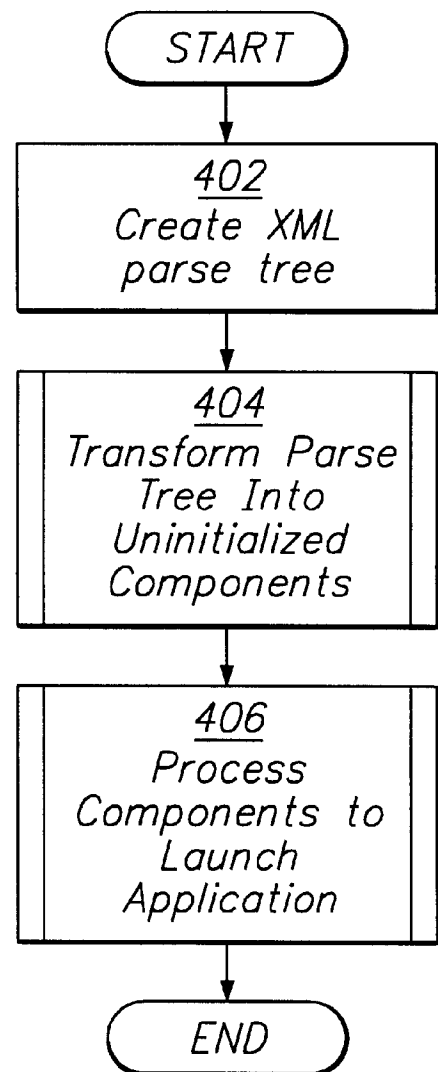 START
402
Create XML
parse tree
404
Transform Parse
Tree Into
Uninitialized
Components
406
Process
Components to
Launch
Application
END